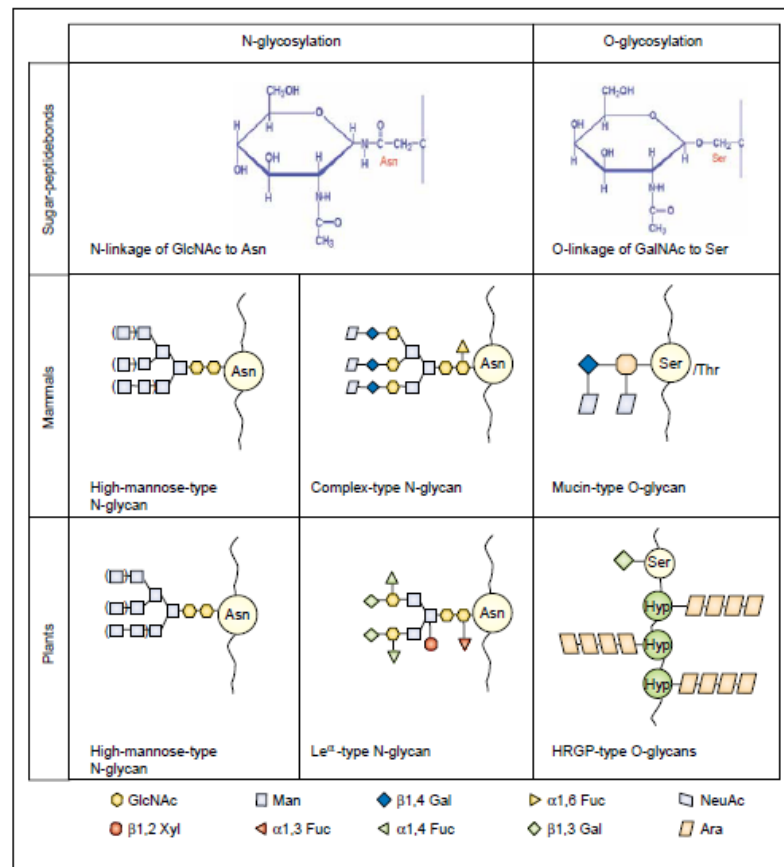 N-glycosylation
O-glycosylation
Sugar-peptidebonds
CH₂OH
O
H
H
H
OH
OH
H
H
H
N
H
O
C
CH₂
C
Asn
N-H
C
O
CH₃
N-linkage of GlcNAc to Asn
CH₂OH
OH
O
H
H
OH
H
H
H
O
CH₂
C
Ser
N-H
C
O
CH₃
O-linkage of GalNAc to Ser
Mammals
Asn
High-mannose-type
N-glycan
Asn
Complex-type N-glycan
Ser
/Thr
Mucin-type O-glycan
Plants
Asn
High-mannose-type
N-glycan
Asn
Leα-type N-glycan
Ser
Hyp
Hyp
Hyp
HRGP-type O-glycans
GlcNAc
Man
β1,4 Gal
α1,6 Fuc
NeuAc
β1,2 Xyl
α1,3 Fuc
α1,4 Fuc
β1,3 Gal
Ara